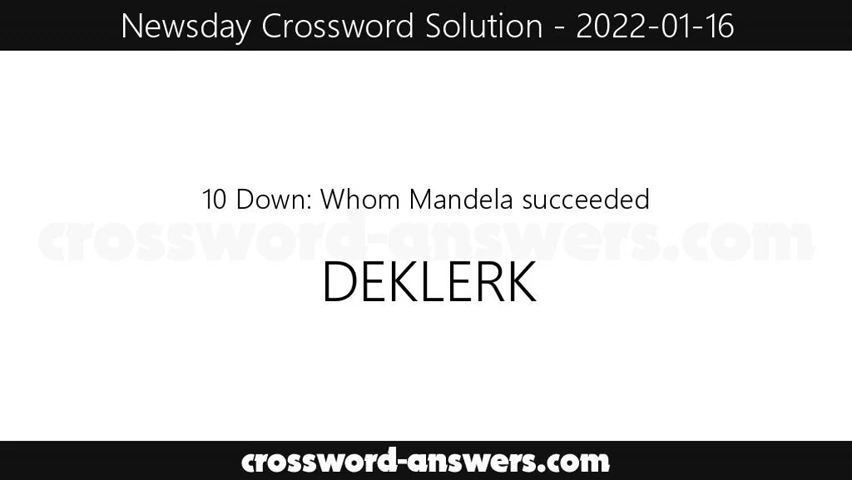 Newsday Crossword Solution - 2022-01-16
10 Down: Whom Mandela succeeded
crossword-answers.com
DEKLERK
crossword-answers.com